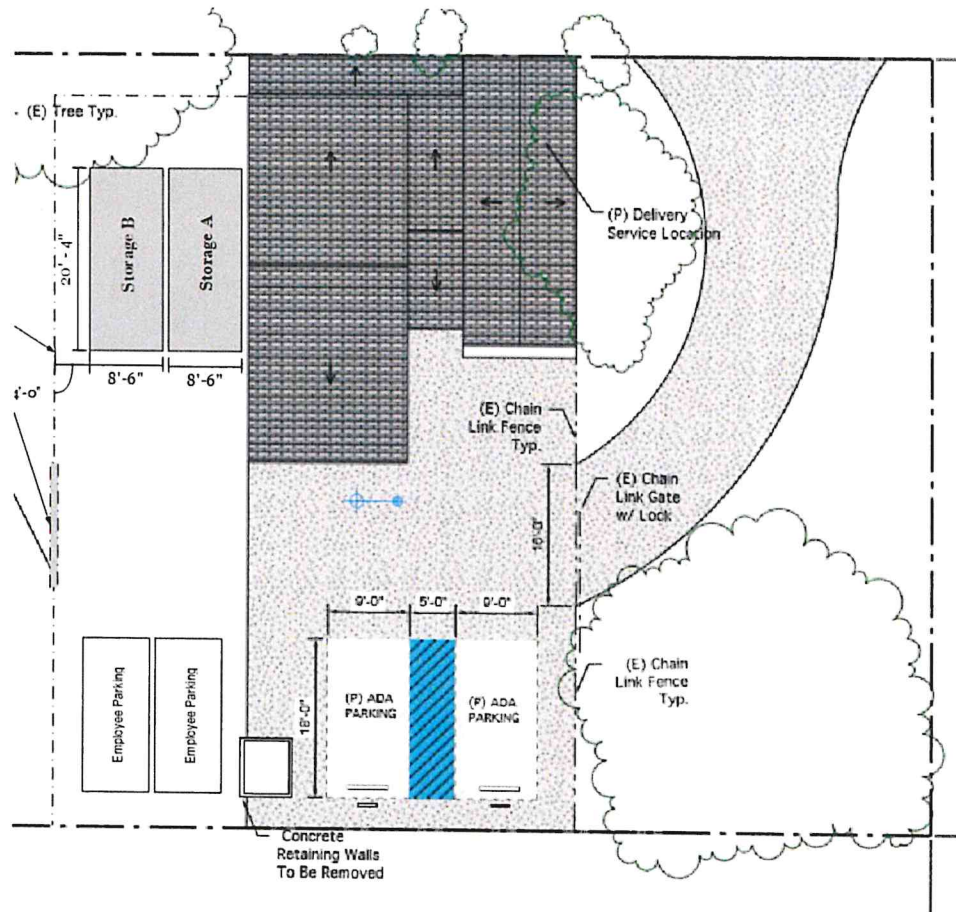 (E) Tree Typ.
Storage B
Storage A
20'-4"
8'-6"
8'-6"
(P) Delivery
Service Location
(E) Chain
Link Fence
Typ.
(E) Chain
Link Gate
w/ Lock
9'-0"
5'-0"
9'-0"
18'-0"
(P) ADA
PARKING
(P) ADA
PARKING
Employee Parking
Employee Parking
(E) Chain
Link Fence
Typ.
Concrete
Retaining Walls
To Be Removed